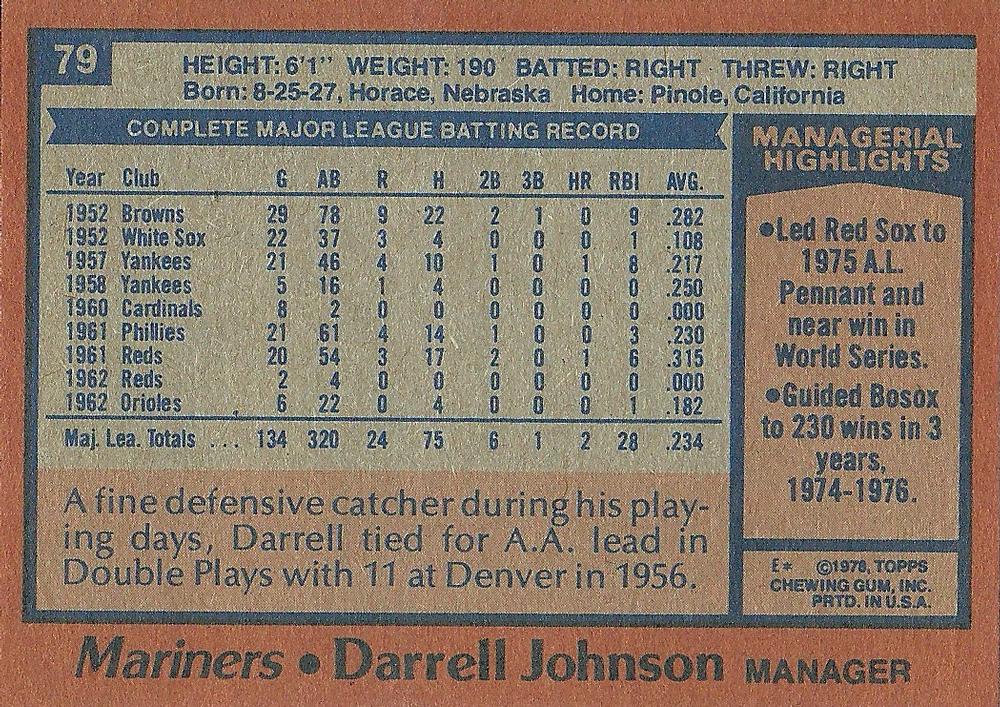 79
HEIGHT: 6'1" WEIGHT: 190 BATTED: RIGHT THREW: RIGHT
Born: 8-25-27, Horace, Nebraska Home: Pinole, California
COMPLETE MAJOR LEAGUE BATTING RECORD
Year Club G AB R H 2B 3B HR RBI AVG.
1952 Browns 29 78 9 22 2 1 0 9 .282
1952 White Sox 22 37 3 4 0 0 0 1 .108
1957 Yankees 21 46 4 10 1 0 1 8 .217
1958 Yankees 5 16 1 4 0 0 0 0 .250
1960 Cardinals 8 2 0 0 0 0 0 0 .000
1961 Phillies 21 61 4 14 1 0 0 3 .230
1961 Reds 20 54 3 17 2 0 1 6 .315
1962 Reds 2 4 0 0 0 0 0 0 .000
1962 Orioles 6 22 0 4 0 0 0 1 .182
Maj. Lea. Totals .... 134 320 24 75 6 1 2 28 .234
A fine defensive catcher during his play-
ing days, Darrell tied for A.A. lead in
Double Plays with 11 at Denver in 1956.
MANAGERIAL
HIGHLIGHTS
•Led Red Sox to
1975 A.L.
Pennant and
near win in
World Series.
•Guided Bosox
to 230 wins in 3
years,
1974-1976.
E* ©1978, TOPPS
CHEWING GUM, INC.
PRTD. IN U.S.A.
Mariners • Darrell Johnson MANAGER